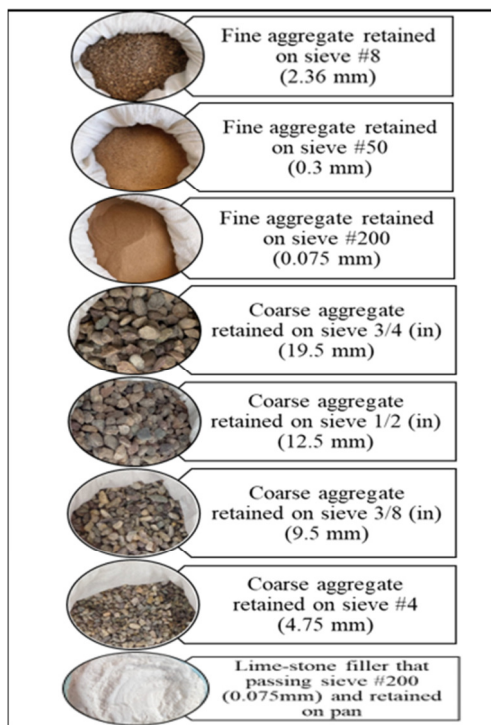 Fine aggregate retained
on sieve #8
(2.36 mm)
Fine aggregate retained
on sieve #50
(0.3 mm)
Fine aggregate retained
on sieve #200
(0.075 mm)
Coarse aggregate
retained on sieve 3/4 (in)
(19.5 mm)
Coarse aggregate
retained on sieve 1/2 (in)
(12.5 mm)
Coarse aggregate
retained on sieve 3/8 (in)
(9.5 mm)
Coarse aggregate
retained on sieve #4
(4.75 mm)
Lime-stone filler that
passing sieve #200
(0.075mm) and retained
on pan